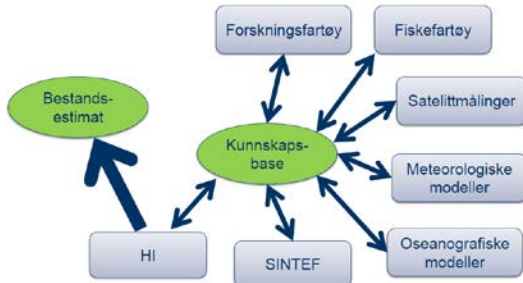 Forskningsfartøy
Fiskefartøy
Bestands-
estimat
Satelittmålinger
Kunnskaps-
base
Meteorologiske
modeller
HI
SINTEF
Oseanografiske
modeller